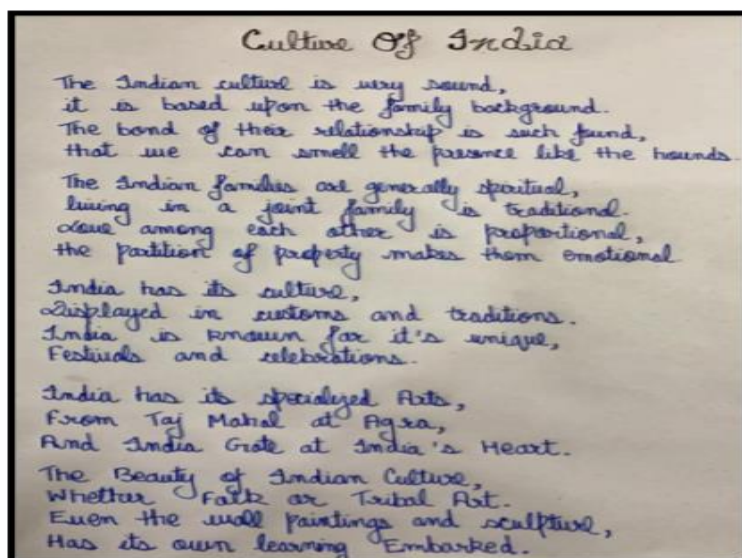 Culture Of India
The Indian culture is very sound,
it is based upon the family background.
The bond of their relationship is such found,
that we can smell the presence like the hounds.
The Indian families are generally spiritual,
living in a joint family is traditional.
Love among each other is proportional,
the partition of property makes them emotional
India has its culture,
Displayed in customs and traditions.
India is known for it's unique,
Festivals and celebrations.
India has its specialized Arts,
From Taj Mahal at Agra,
And India Gate at India's Heart.
The Beauty of Indian Culture,
Whether Falk or Tribal Art.
Even the wall paintings and sculpture,
Has its own learning Embarked.